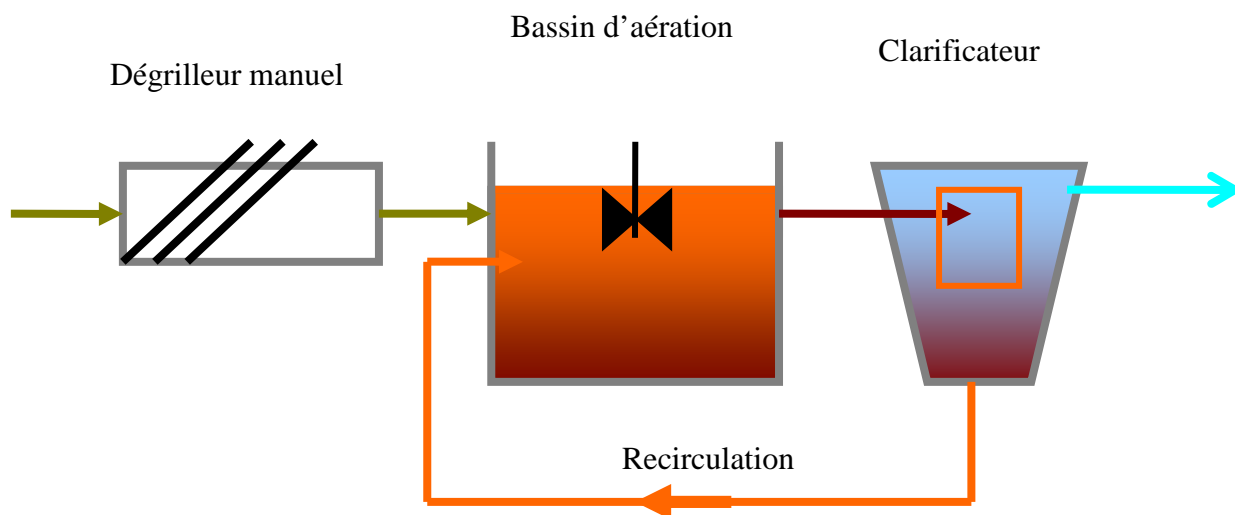 Bassin d’aération
Clarificateur
Dégrilleur manuel
Recirculation